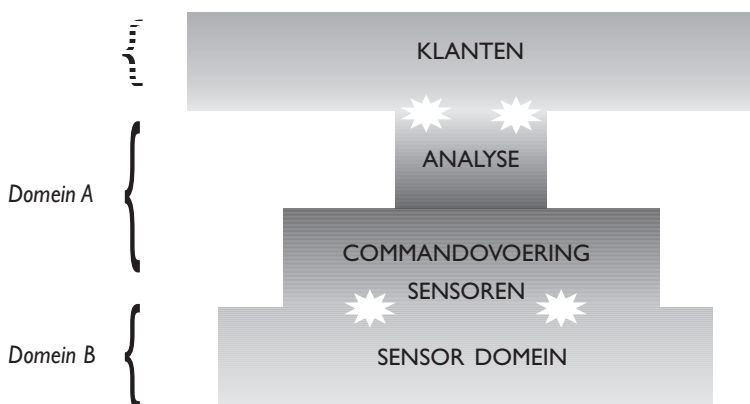 KLANTEN
ANALYSE
Domein A
COMMANDOVOERING
SENSOREN
Domein B
SENSOR DOMEIN